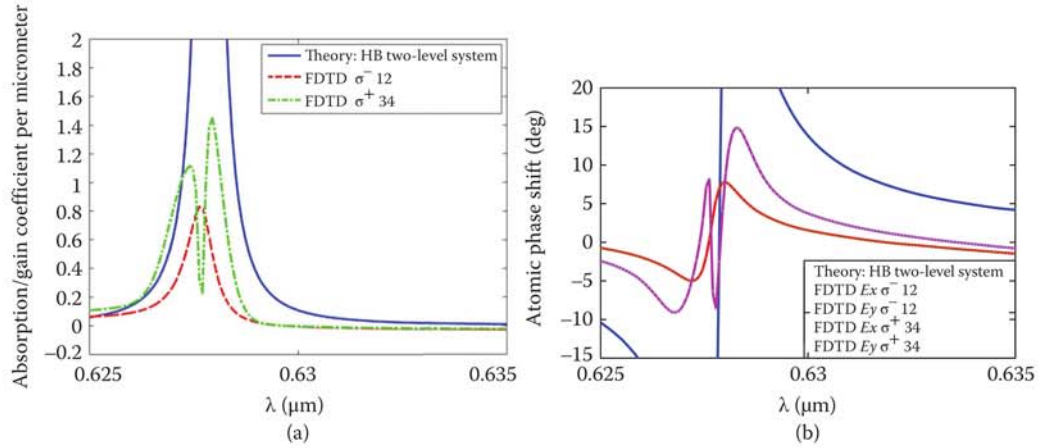 Absorption/gain coefficient per micrometer
2
1.8
1.6
1.4
1.2
1
0.8
0.6
0.4
0.2
0
−0.2
0.625
0.63
0.635
λ (μm)
(a)
Theory: HB two-level system
FDTD σ⁻ 12
FDTD σ⁺ 34
Atomic phase shift (deg)
20
15
10
5
0
−5
−10
−15
0.625
0.63
0.635
λ (μm)
(b)
Theory: HB two-level system
FDTD Ex σ⁻ 12
FDTD Ey σ⁻ 12
FDTD Ex σ⁺ 34
FDTD Ey σ⁺ 34